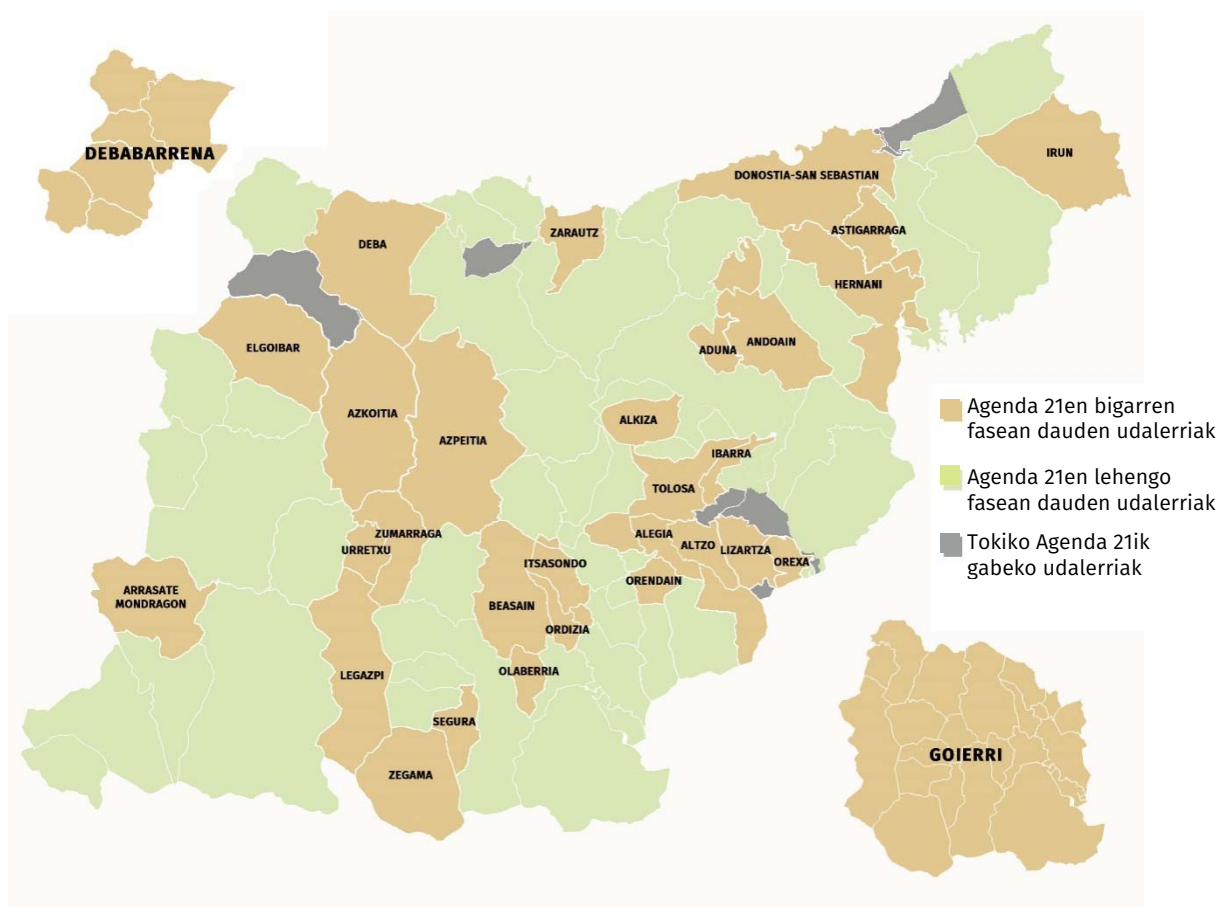 DEBABARRENA
IRUN
DONOSTIA-SAN SEBASTIAN
ASTIGARRAGA
ZARAUTZ
DEBA
HERNANI
ELGOIBAR
ADUNA
ANDOAIN
AZKOITIA
AZPEITIA
ALKIZA
IBARRA
TOLOSA
ZUMARRAGA
URRETXU
ALEGIA
ALTZO
LIZARTZA
OREXA
ITSASONDO
ORENDAIN
ARRASATE
MONDRAGON
BEASAIN
ORDIZIA
OLABERRIA
LEGAZPI
SEGURA
ZEGAMA
Agenda 21en bigarren
fasean dauden udalerriak
Agenda 21en lehengo
fasean dauden udalerriak
Tokiko Agenda 21ik
gabeko udalerriak
GOIERRI